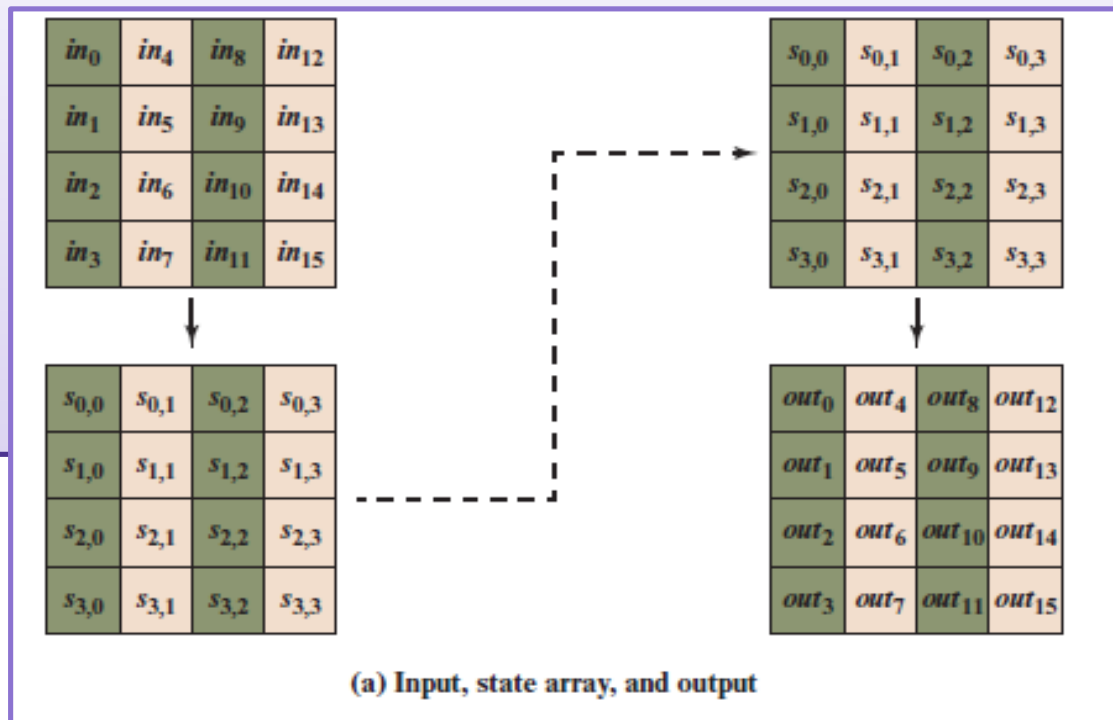 in0 in4 in8 in12
in1 in5 in9 in13
in2 in6 in10 in14
in3 in7 in11 in15
s0,0 s0,1 s0,2 s0,3
s1,0 s1,1 s1,2 s1,3
s2,0 s2,1 s2,2 s2,3
s3,0 s3,1 s3,2 s3,3
s0,0 s0,1 s0,2 s0,3
s1,0 s1,1 s1,2 s1,3
s2,0 s2,1 s2,2 s2,3
s3,0 s3,1 s3,2 s3,3
out0 out4 out8 out12
out1 out5 out9 out13
out2 out6 out10 out14
out3 out7 out11 out15
(a) Input, state array, and output